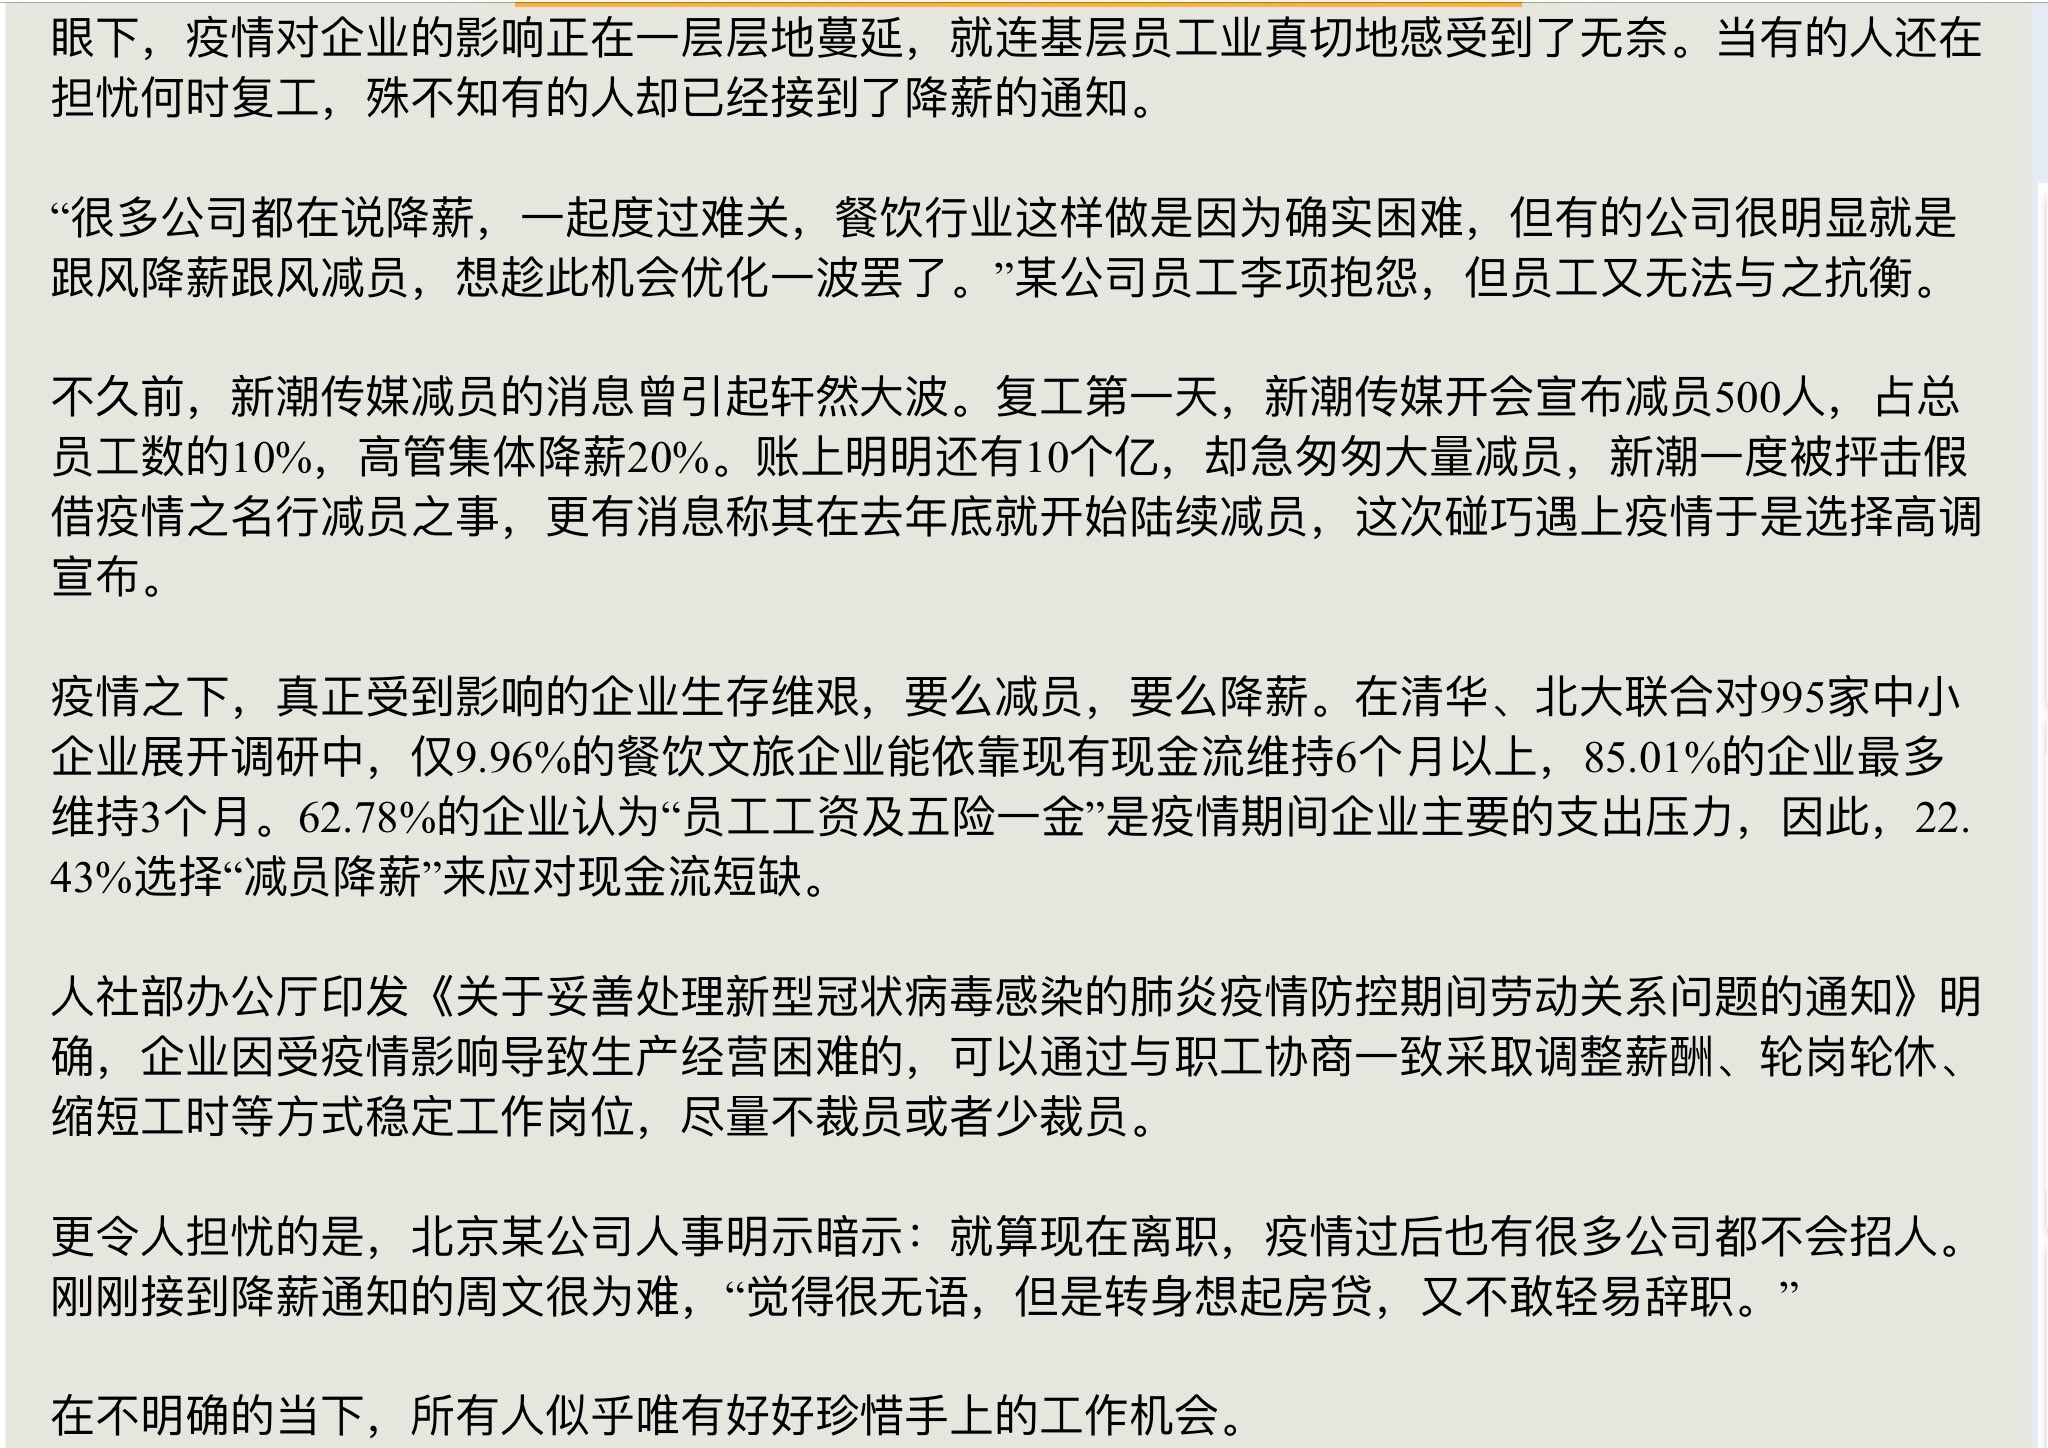 眼下，疫情对企业的影响正在一层层地蔓延，就连基层员工业真切地感受到了无奈。当有的人还在
担忧何时复工，殊不知有的人却已经接到了降薪的通知。
“很多公司都在说降薪，一起度过难关，餐饮行业这样做是因为确实困难，但有的公司很明显就是
跟风降薪跟风减员，想趁此机会优化一波罢了。”某公司员工李项抱怨，但员工又无法与之抗衡。
不久前，新潮传媒减员的消息曾引起轩然大波。复工第一天，新潮传媒开会宣布减员500人，占总
员工数的10%，高管集体降薪20%。账上明明还有10个亿，却急匆匆大量减员，新潮一度被抨击假
借疫情之名行减员之事，更有消息称其在去年底就开始陆续减员，这次碰巧遇上疫情于是选择高调
宣布。
疫情之下，真正受到影响的企业生存维艰，要么减员，要么降薪。在清华、北大联合对995家中小
企业展开调研中，仅9.96%的餐饮文旅企业能依靠现有现金流维持6个月以上，85.01%的企业最多
维持3个月。62.78%的企业认为“员工工资及五险一金”是疫情期间企业主要的支出压力，因此，22.
43%选择“减员降薪”来应对现金流短缺。
人社部办公厅印发《关于妥善处理新型冠状病毒感染的肺炎疫情防控期间劳动关系问题的通知》明
确，企业因受疫情影响导致生产经营困难的，可以通过与职工协商一致采取调整薪酬、轮岗轮休、
缩短工时等方式稳定工作岗位，尽量不裁员或者少裁员。
更令人担忧的是，北京某公司人事明示暗示：就算现在离职，疫情过后也有很多公司都不会招人。
刚刚接到降薪通知的周文很为难，“觉得很无语，但是转身想起房贷，又不敢轻易辞职。”
在不明确的当下，所有人似乎唯有好好珍惜手上的工作机会。